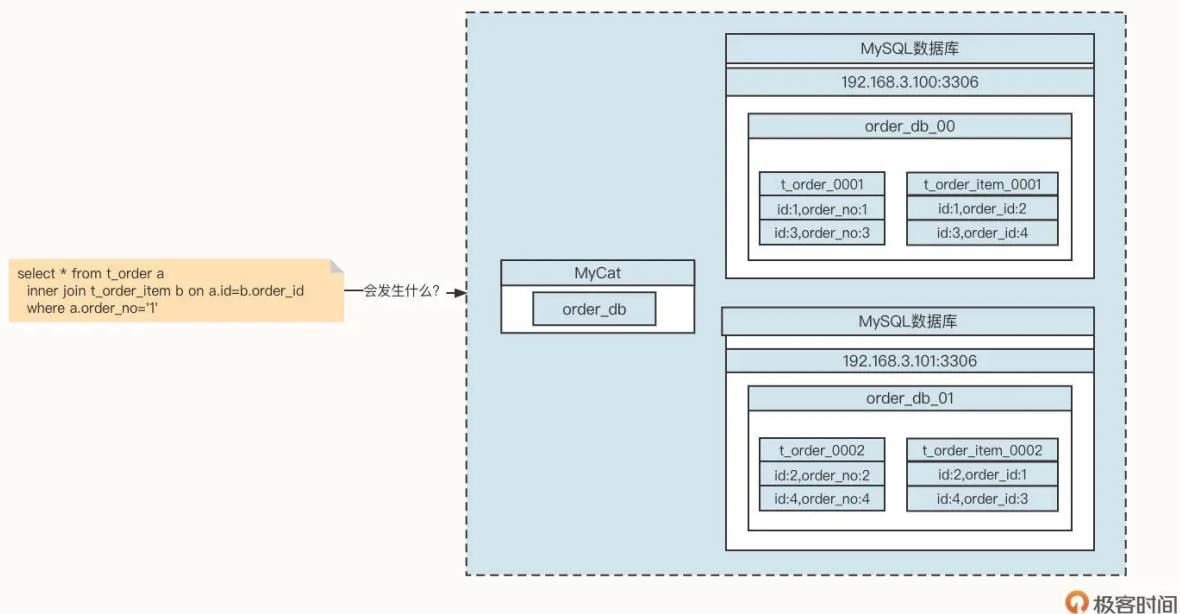 select * from t_order a
inner join t_order_item b on a.id=b.order_id
where a.order_no='1'
会发生什么?
MyCat
order_db
MySQL数据库
192.168.3.100:3306
order_db_00
t_order_0001
id:1,order_no:1
id:3,order_no:3
t_order_item_0001
id:1,order_id:2
id:3,order_id:4
MySQL数据库
192.168.3.101:3306
order_db_01
t_order_0002
id:2,order_no:2
id:4,order_no:4
t_order_item_0002
id:2,order_id:1
id:4,order_id:3
极客时间